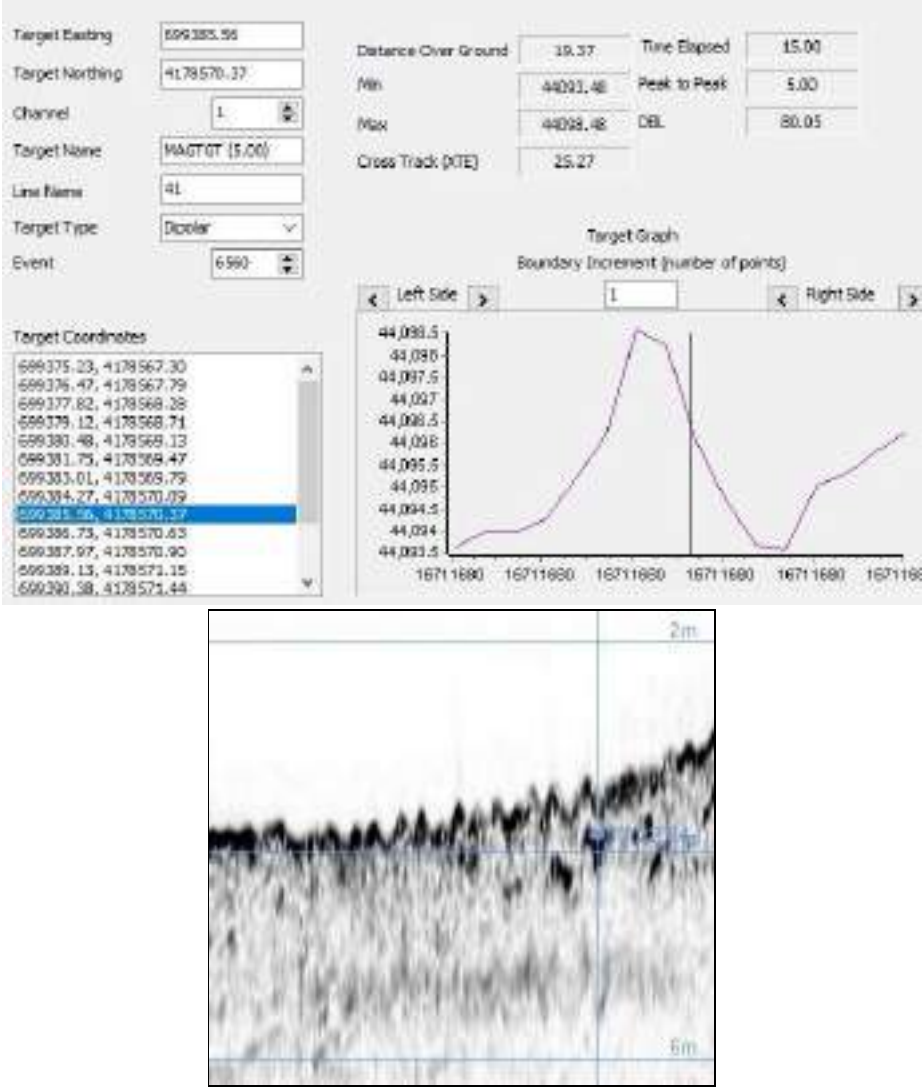 Target Easting 699385.56
Target Northing 4178570.37
Channel 1
Target Name MAGTGT (5.00)
Line Name 41
Target Type Dipolar
Event 6560
Distance Over Ground 19.37 Time Elapsed 15.00
Min 44093.48 Peak to Peak 5.00
Max 44098.48 DBL 80.05
Cross Track (XTE) 25.27
Target Graph
Boundary Increment (number of points)
< Left Side > 1 < Right Side >
44,098.5
44,098
44,097.5
44,097
44,096.5
44,096
44,095.5
44,095
44,094.5
44,094
44,093.5
16711680 16711680 16711680 16711680 16711680 1671168
Target Coordinates
699375.23, 4178567.30
699376.47, 4178567.79
699377.82, 4178568.28
699379.12, 4178568.71
699380.48, 4178569.13
699381.75, 4178569.47
699383.01, 4178569.79
699384.27, 4178570.09
699385.56, 4178570.37
699386.73, 4178570.63
699387.97, 4178570.90
699389.13, 4178571.15
699390.38, 4178571.44
2m
6m